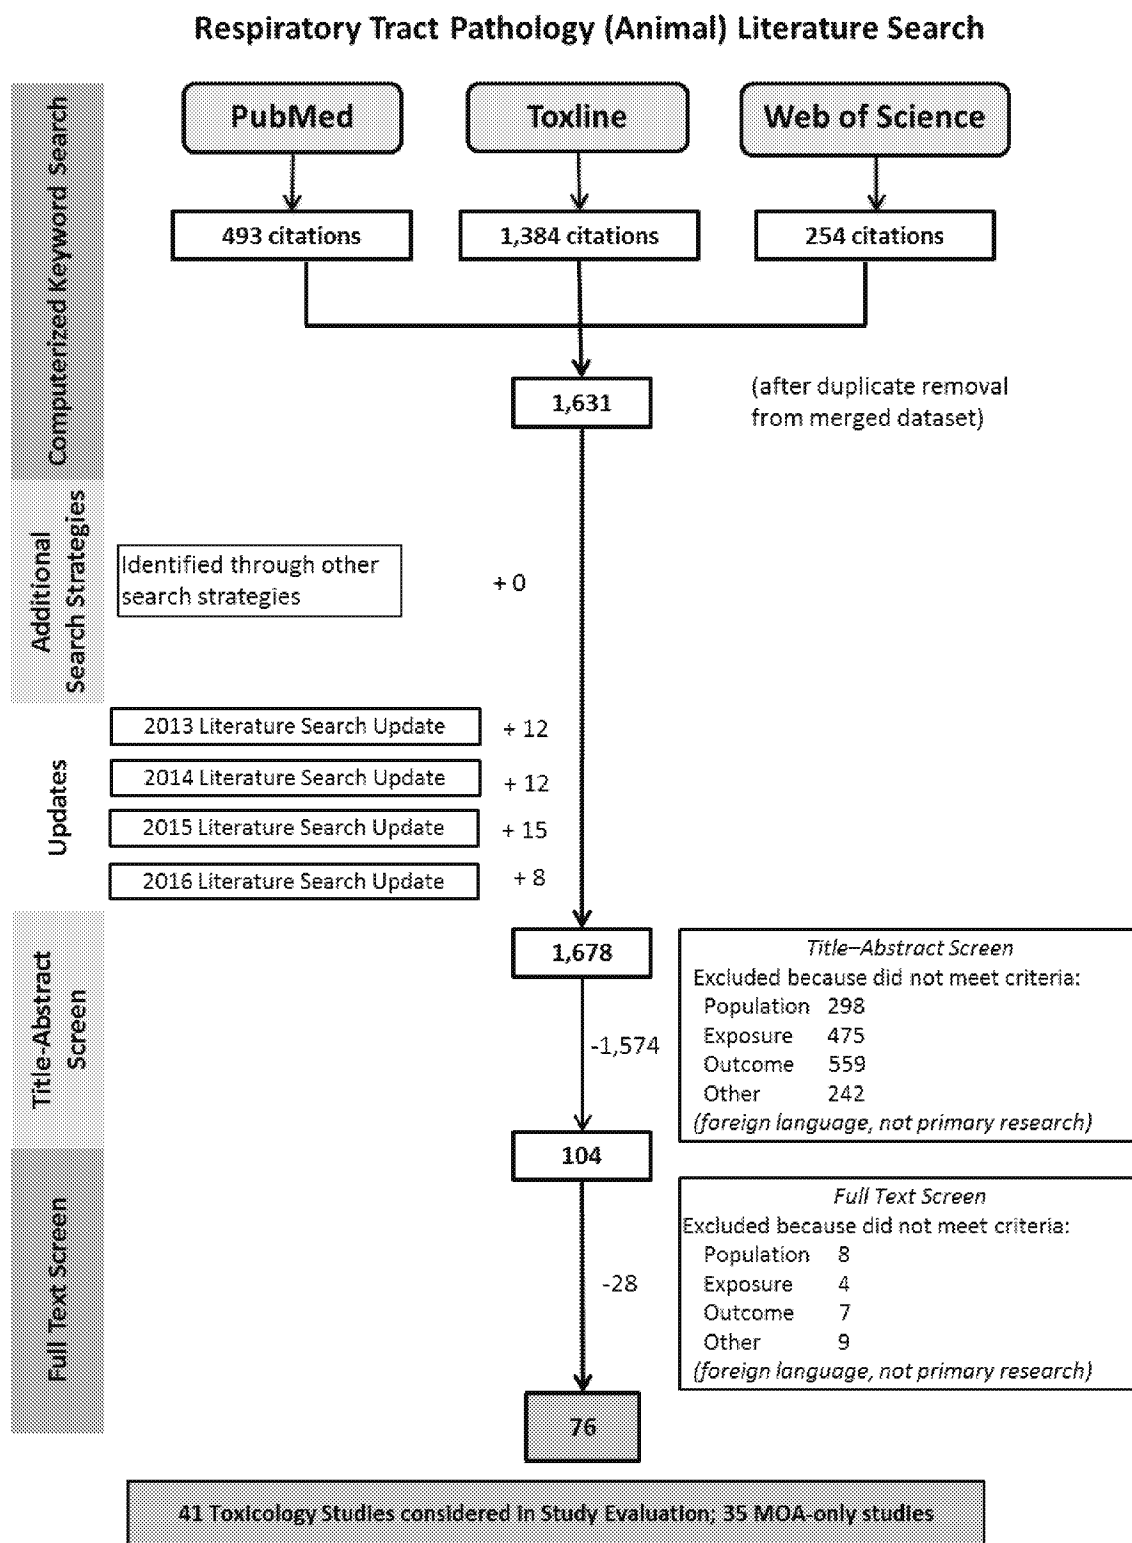 Respiratory Tract Pathology (Animal) Literature Search
Computerized Keyword Search
PubMed
Toxline
Web of Science
493 citations
1,384 citations
254 citations
1,631
(after duplicate removal
from merged dataset)
Additional
Search Strategies
Identified through other
search strategies
+ 0
Updates
2013 Literature Search Update
+ 12
2014 Literature Search Update
+ 12
2015 Literature Search Update
+ 15
2016 Literature Search Update
+ 8
Title-Abstract
Screen
1,678
-1,574
Title–Abstract Screen
Excluded because did not meet criteria:
Population 298
Exposure 475
Outcome 559
Other 242
(foreign language, not primary research)
104
Full Text Screen
-28
Full Text Screen
Excluded because did not meet criteria:
Population 8
Exposure 4
Outcome 7
Other 9
(foreign language, not primary research)
76
41 Toxicology Studies considered in Study Evaluation; 35 MOA-only studies